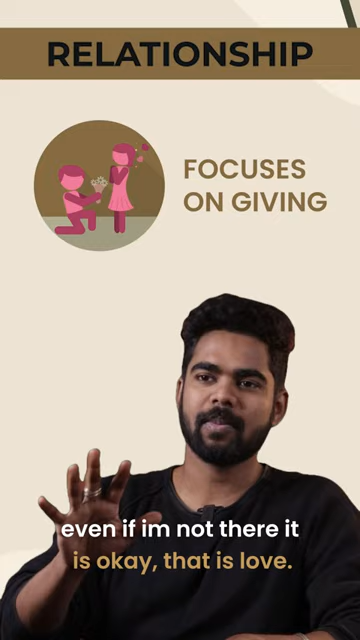 RELATIONSHIP
FOCUSES
ON GIVING
even if im not there it
is okay, that is love.